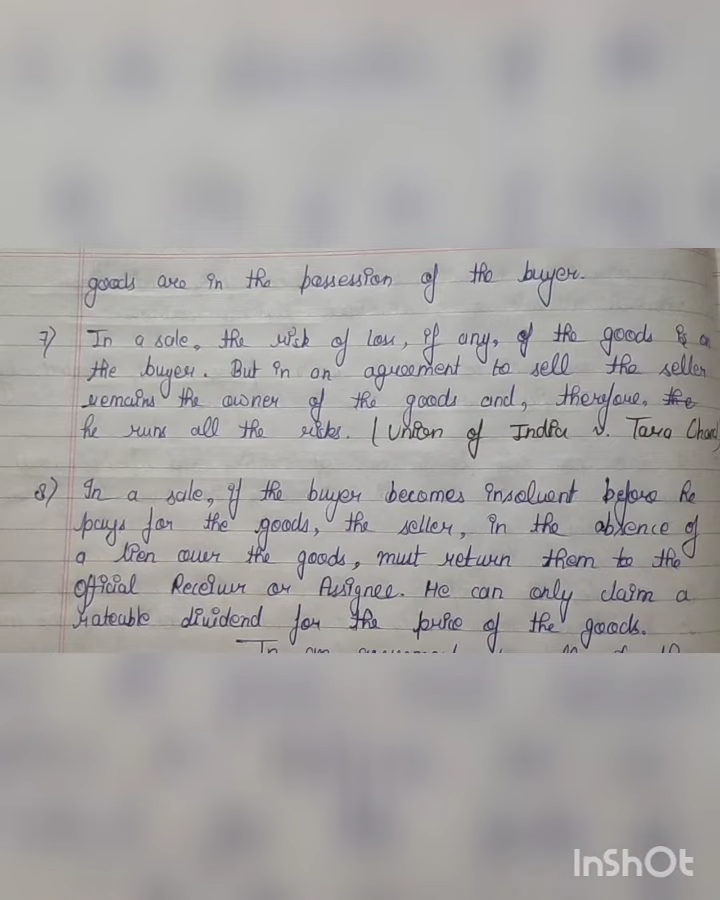 goods are in the possession of the buyer.
7) In a sale, the risk of loss, if any, of the goods is on
the buyer. But in an agreement to sell the seller
remains the owner of the goods and, therefore, the
he runs all the risks. (Union of India v. Tara Chand)
8) In a sale, if the buyer becomes insolvent before he
pays for the goods, the seller, in the absence of
a lien over the goods, must return them to the
Official Receiver or Assignee. He can only claim a
rateable dividend for the price of the goods.
In an
InShOt